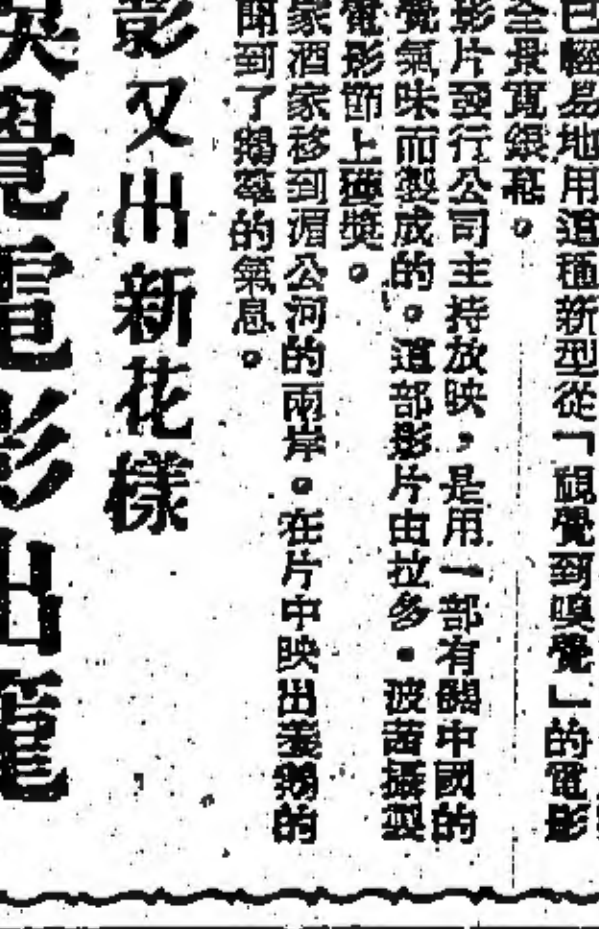 已輕易地用這種新型從「視覺到嗅覺」的電影
全景寬銀幕。
影片發行公司主持放映,是用一部有關中國的
覺氣味而製成的。這部影片由拉多•波茜攝製
電影節上獲獎。
家酒家移到湄公河的兩岸。在片中映出鵝的
聞到了鵝羣的氣息。
影又出新花樣
覺電影出籠